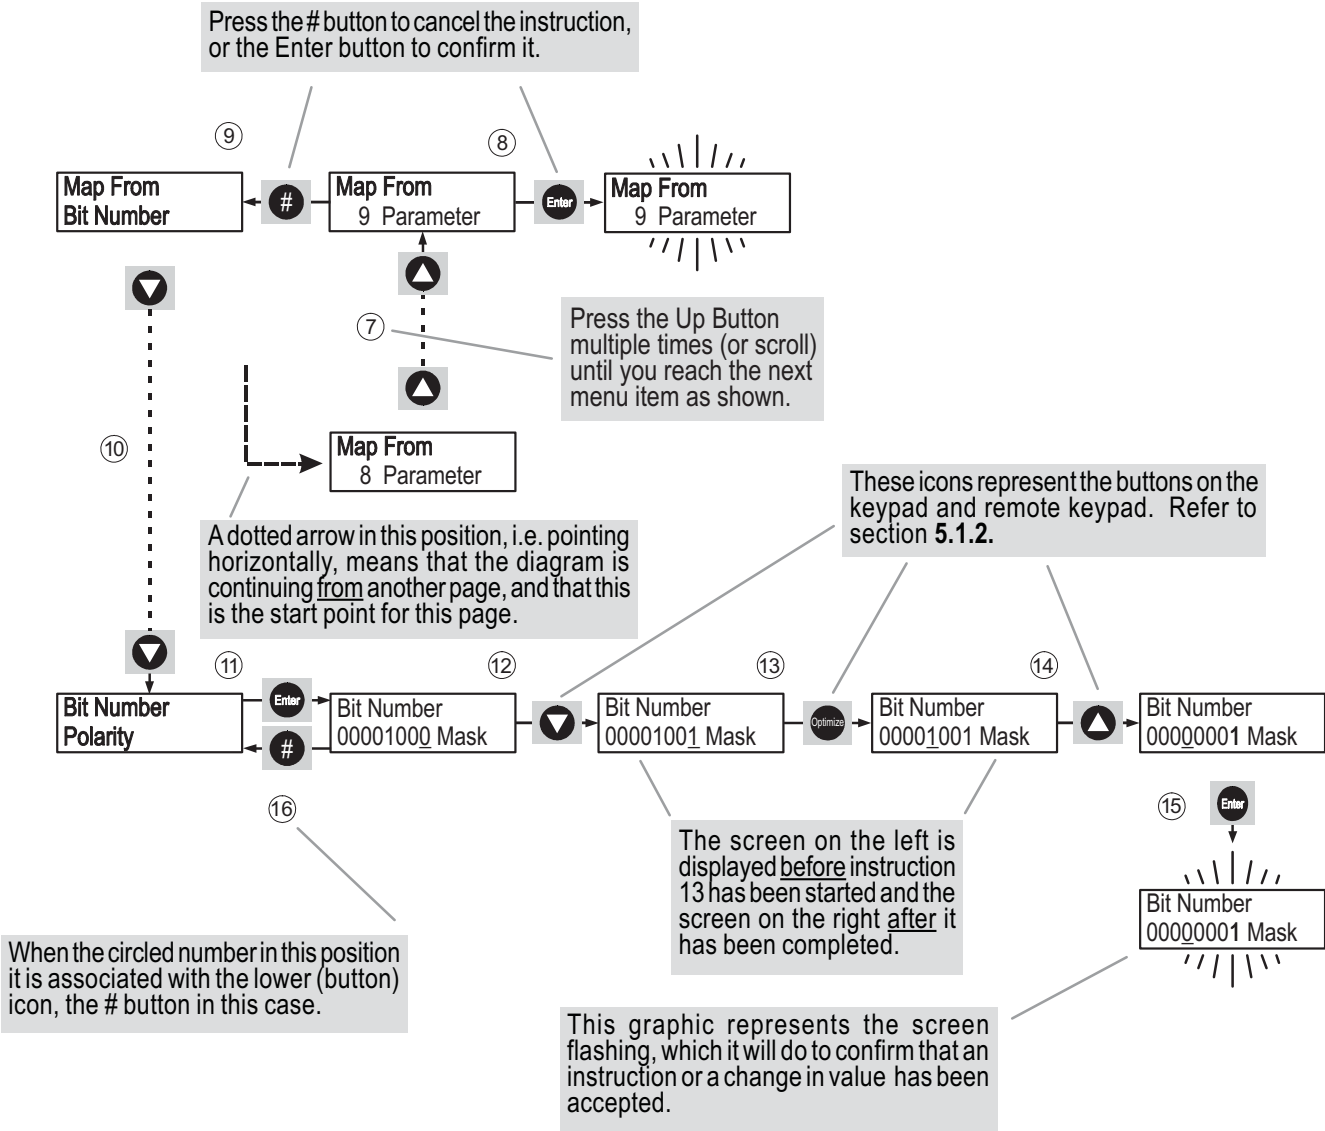 Press the # button to cancel the instruction,
or the Enter button to confirm it.
9
8
Map From
Bit Number
#
Map From
9 Parameter
Enter
Map From
9 Parameter
7
Press the Up Button
multiple times (or scroll)
until you reach the next
menu item as shown.
10
Map From
8 Parameter
These icons represent the buttons on the
keypad and remote keypad. Refer to
section 5.1.2.
A dotted arrow in this position, i.e. pointing
horizontally, means that the diagram is
continuing from another page, and that this
is the start point for this page.
11
12
13
14
Bit Number
Polarity
Enter
#
Bit Number
00001000 Mask
Bit Number
00001001 Mask
Optimize
Bit Number
00001001 Mask
Bit Number
00000001 Mask
16
15
Enter
The screen on the left is
displayed before instruction
13 has been started and the
screen on the right after it
has been completed.
Bit Number
00000001 Mask
When the circled number in this position
it is associated with the lower (button)
icon, the # button in this case.
This graphic represents the screen
flashing, which it will do to confirm that an
instruction or a change in value has been
accepted.